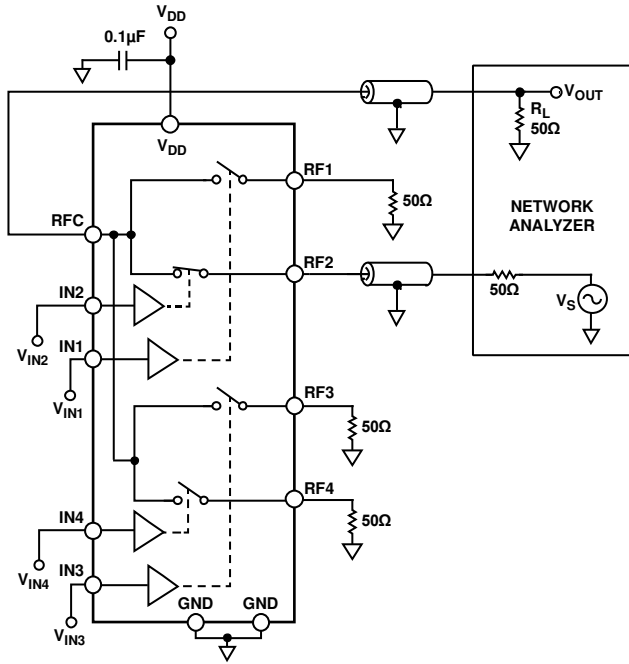 VDD
0.1µF
VOUT
RL
50Ω
VDD
RF1
50Ω
NETWORK
ANALYZER
RFC
RF2
50Ω
VS
IN2
VIN2
IN1
VIN1
RF3
50Ω
RF4
50Ω
IN4
VIN4
IN3
VIN3
GND
GND